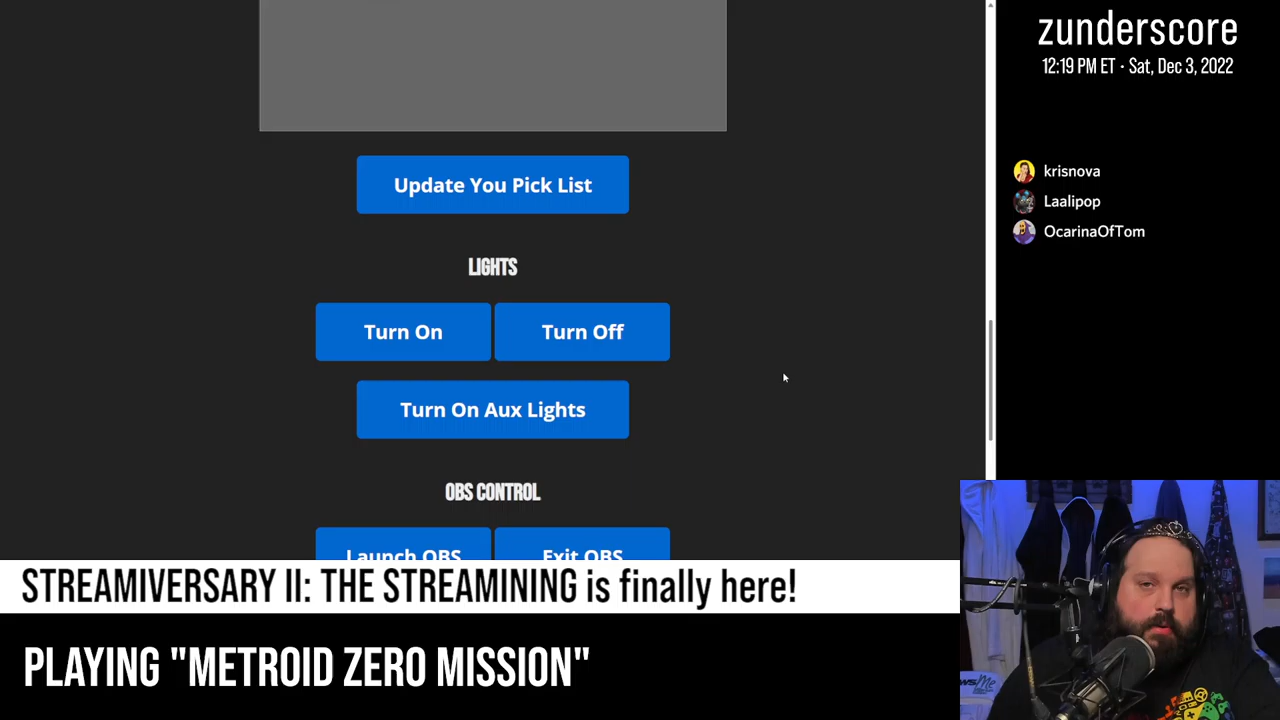 zunderscore
12:19 PM ET · Sat, Dec 3, 2022
krisnova
Laalipop
OcarinaOfTom
Update You Pick List
LIGHTS
Turn On
Turn Off
Turn On Aux Lights
OBS CONTROL
Launch OBS
Exit OBS
STREAMIVERSARY II: THE STREAMINING is finally here!
PLAYING "METROID ZERO MISSION"